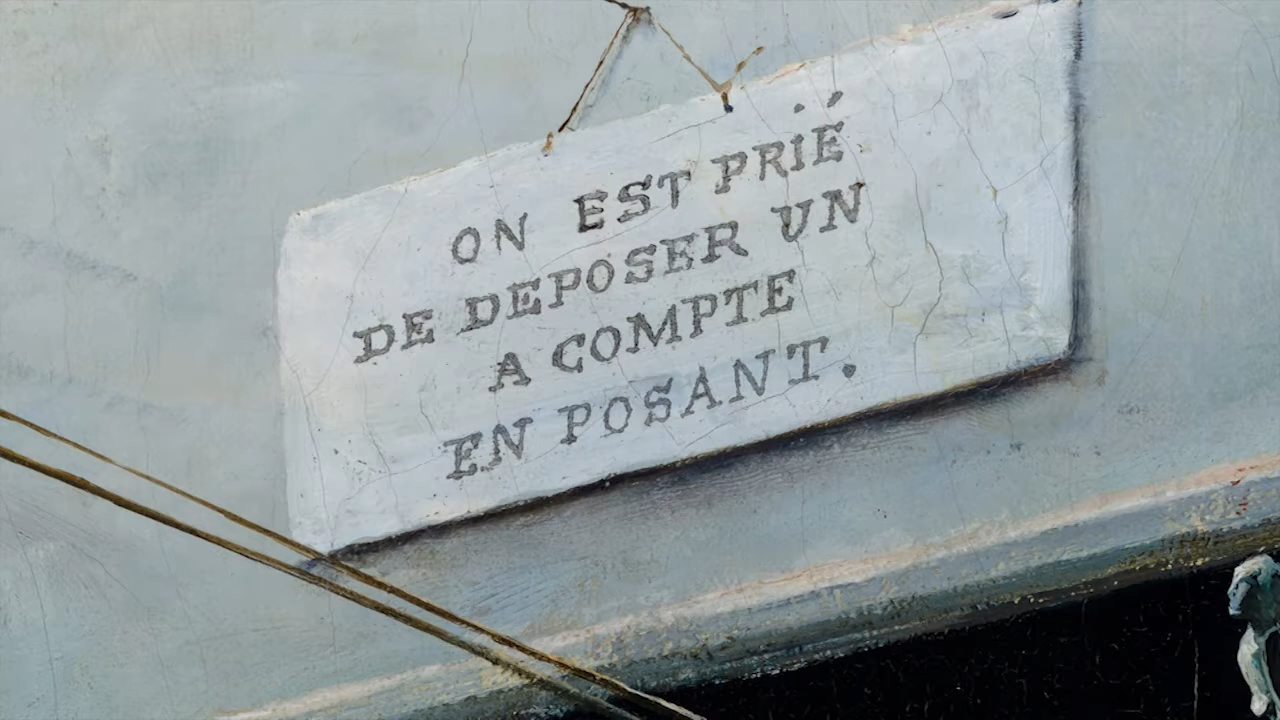 ON EST PRIÉ
DE DEPOSER UN
A COMPTE
EN POSANT.